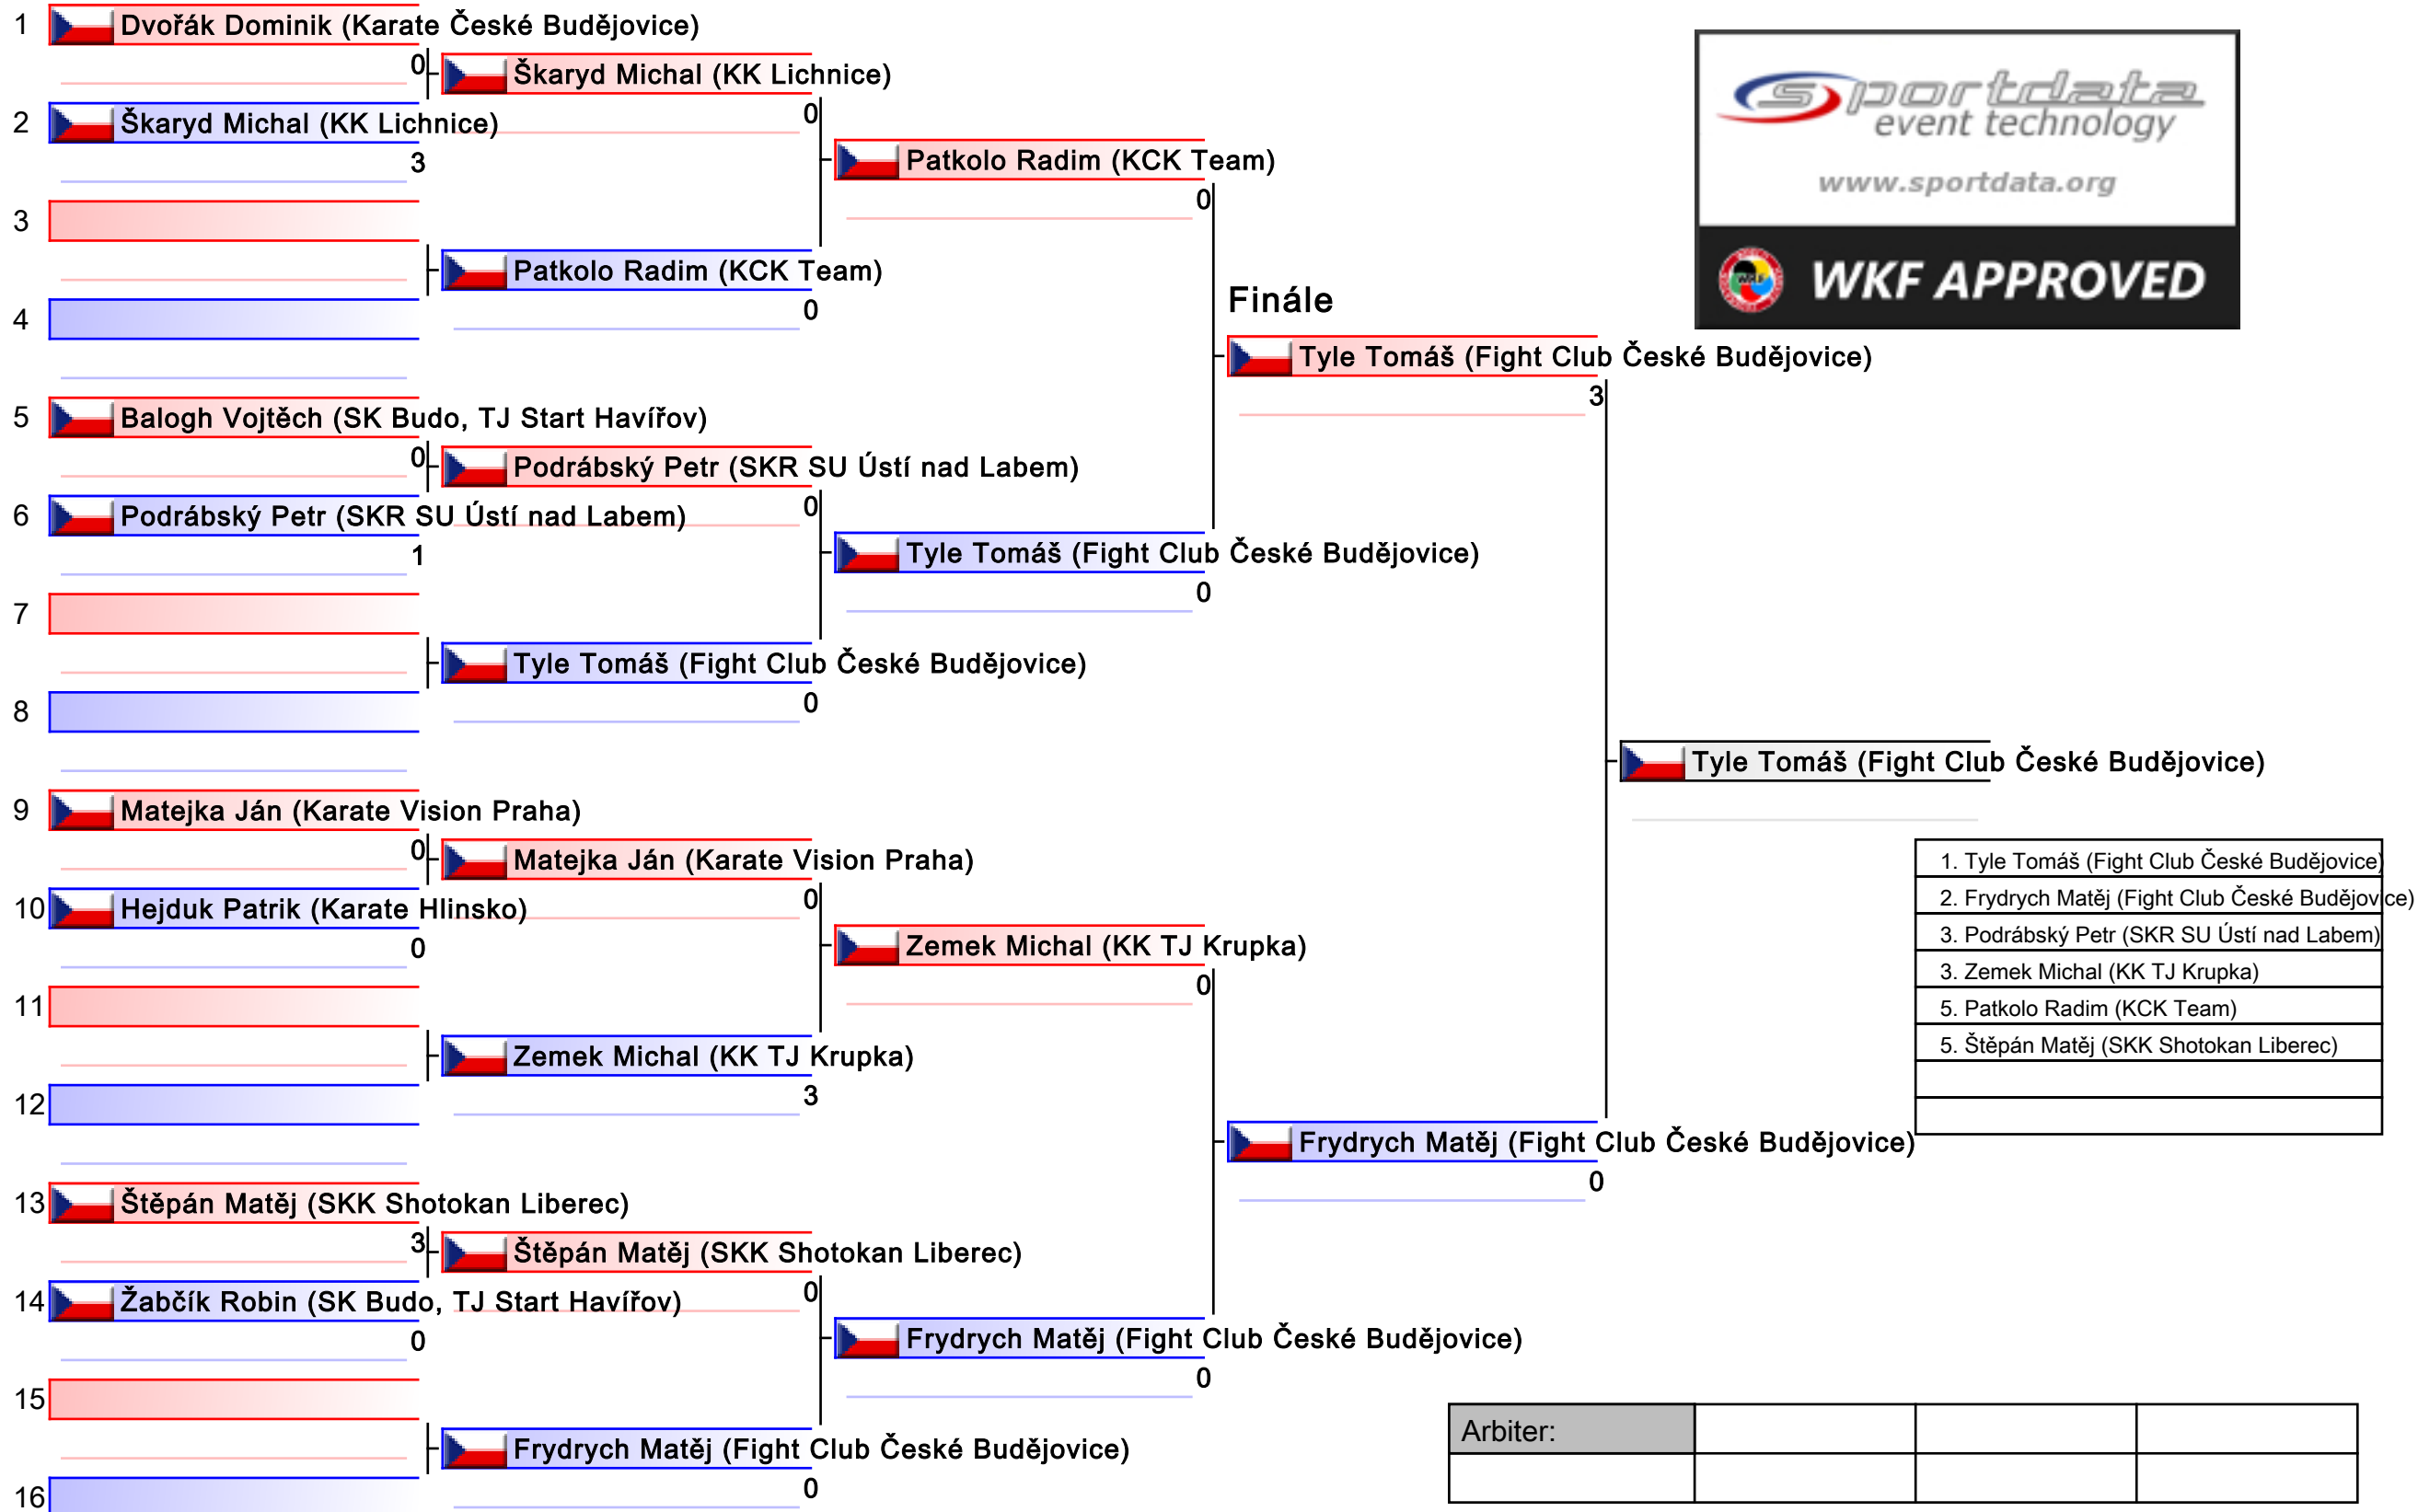 1 Dvořák Dominik (Karate České Budějovice)
0
2 Škaryd Michal (KK Lichnice)
3
3
4
5 Balogh Vojtěch (SK Budo, TJ Start Havířov)
0
6 Podrábský Petr (SKR SU Ústí nad Labem)
1
7
8
9 Matejka Ján (Karate Vision Praha)
0
10 Hejduk Patrik (Karate Hlinsko)
0
11
12
13 Štěpán Matěj (SKK Shotokan Liberec)
3
14 Žabčík Robin (SK Budo, TJ Start Havířov)
0
15
16
Škaryd Michal (KK Lichnice)
0
Patkolo Radim (KCK Team)
0
Podrábský Petr (SKR SU Ústí nad Labem)
0
Tyle Tomáš (Fight Club České Budějovice)
0
Matejka Ján (Karate Vision Praha)
0
Zemek Michal (KK TJ Krupka)
3
Štěpán Matěj (SKK Shotokan Liberec)
0
Frydrych Matěj (Fight Club České Budějovice)
0
Patkolo Radim (KCK Team)
0
Tyle Tomáš (Fight Club České Budějovice)
0
Zemek Michal (KK TJ Krupka)
0
Frydrych Matěj (Fight Club České Budějovice)
0
Finále
Tyle Tomáš (Fight Club České Budějovice)
3
Frydrych Matěj (Fight Club České Budějovice)
0
Tyle Tomáš (Fight Club České Budějovice)
sportdata
event technology
www.sportdata.org
WKF
WKF APPROVED
1. Tyle Tomáš (Fight Club České Budějovice)
2. Frydrych Matěj (Fight Club České Budějovice)
3. Podrábský Petr (SKR SU Ústí nad Labem)
3. Zemek Michal (KK TJ Krupka)
5. Patkolo Radim (KCK Team)
5. Štěpán Matěj (SKK Shotokan Liberec)
Arbiter: